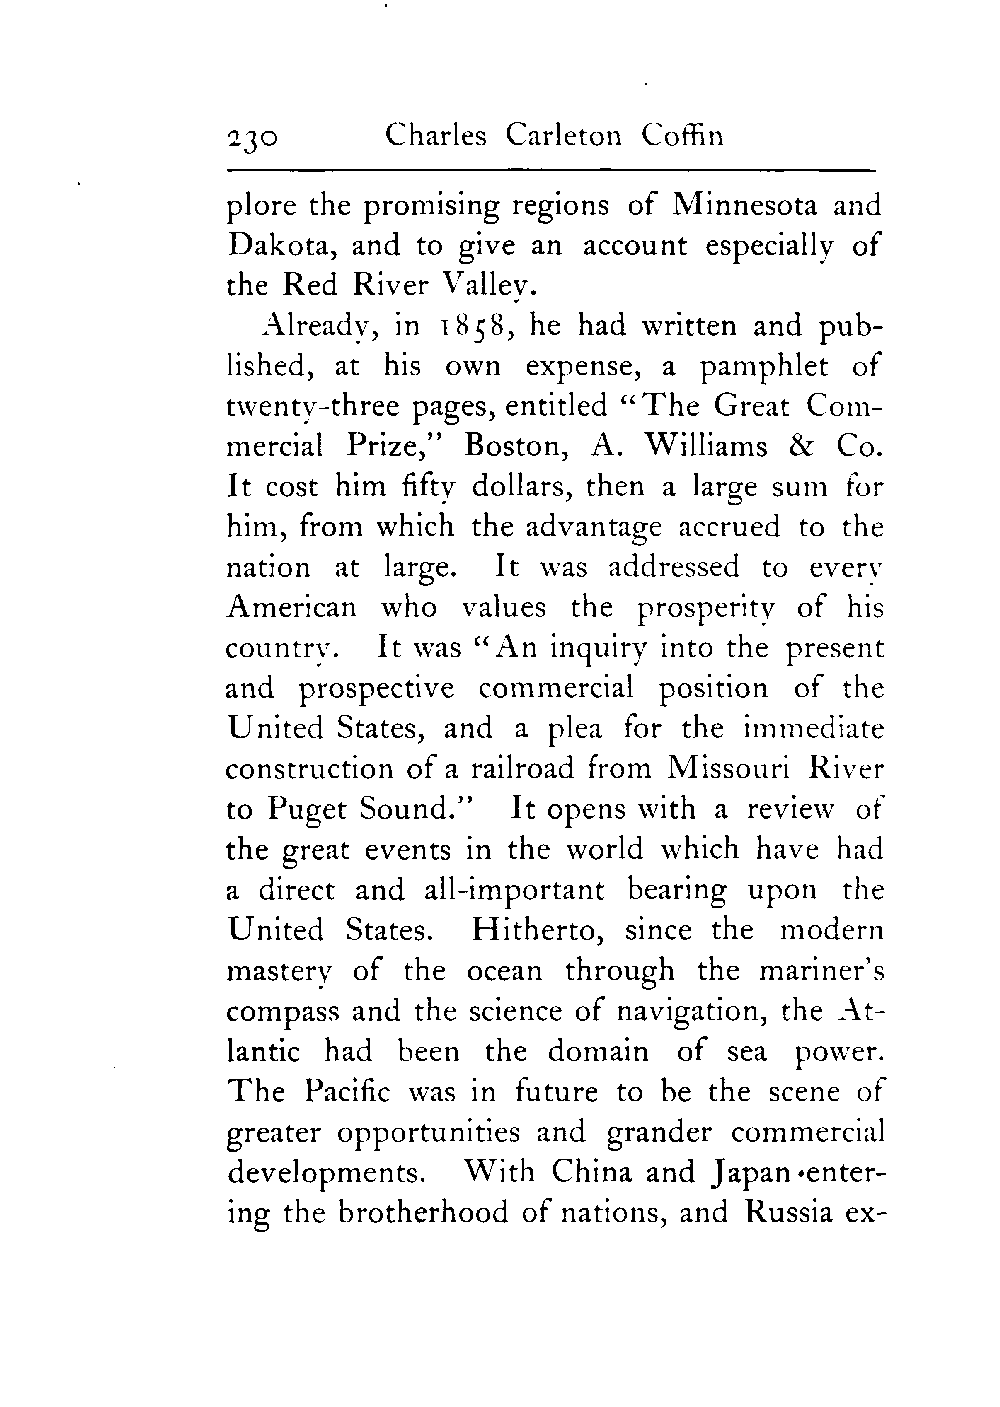 230 Charles Carleton Coffin
plore the promising regions of Minnesota and
Dakota, and to give an account especially of
the Red River Valley.
Already, in 1858, he had written and pub-
lished, at his own expense, a pamphlet of
twenty-three pages, entitled “The Great Com-
mercial Prize,” Boston, A. Williams & Co.
It cost him fifty dollars, then a large sum for
him, from which the advantage accrued to the
nation at large. It was addressed to every
American who values the prosperity of his
country. It was “An inquiry into the present
and prospective commercial position of the
United States, and a plea for the immediate
construction of a railroad from Missouri River
to Puget Sound.” It opens with a review of
the great events in the world which have had
a direct and all-important bearing upon the
United States. Hitherto, since the modern
mastery of the ocean through the mariner's
compass and the science of navigation, the At-
lantic had been the domain of sea power.
The Pacific was in future to be the scene of
greater opportunities and grander commercial
developments. With China and Japan enter-
ing the brotherhood of nations, and Russia ex-